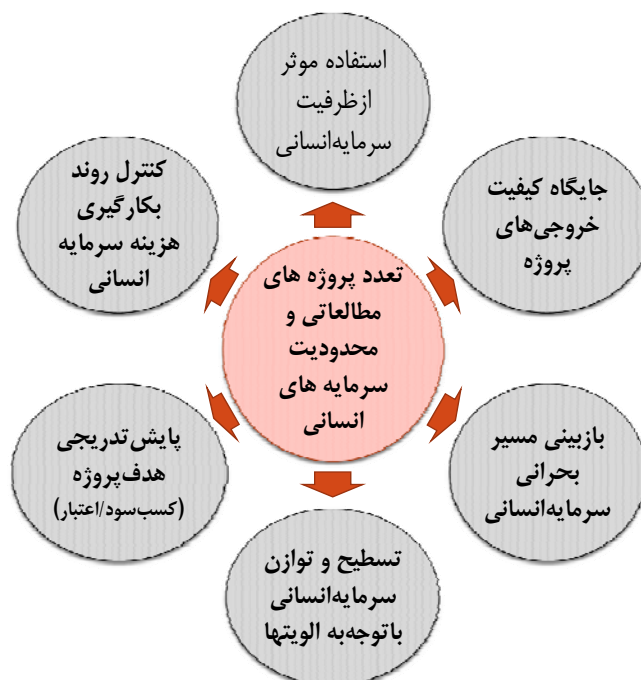 استفاده موثر
ازظرفیت
سرمایه‌انسانی
جایگاه کیفیت
خروجی‌های
پروژه
بازبینی مسیر
بحرانی
سرمایه‌انسانی
تسطیح و توازن
سرمایه‌انسانی
باتوجه‌به الویتها
پایش‌تدریجی
هدف‌پروژه
(کسب‌سود/اعتبار)
کنترل روند
بکارگیری
هزینه سرمایه
انسانی
تعدد پروژه های
مطالعاتی و
محدودیت
سرمایه های
انسانی